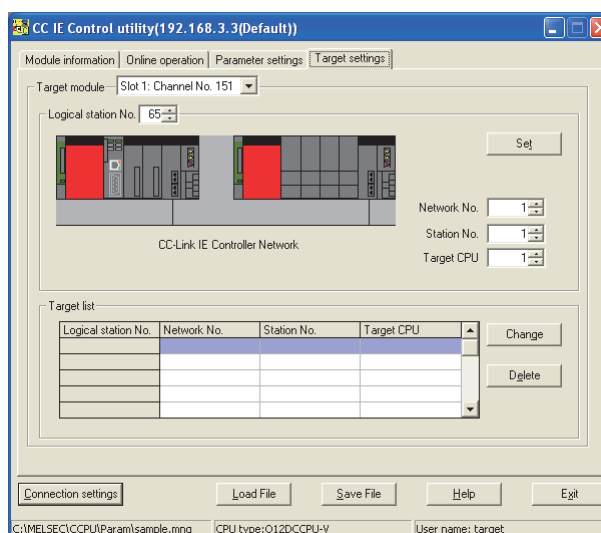 CC IE Control utility(192.168.3.3(Default))
Module information Online operation Parameter settings Target settings
Target module Slot 1: Channel No. 151
Logical station No. 65
Set
Network No. 1
Station No. 1
Target CPU 1
CC-Link IE Controller Network
Target list
Logical station No. Network No. Station No. Target CPU
Change
Delete
Connection settings Load File Save File Help Exit
C:\MELSEC\CCPU\Param\sample.mng CPU type:Q12DCCPU-V User name: target